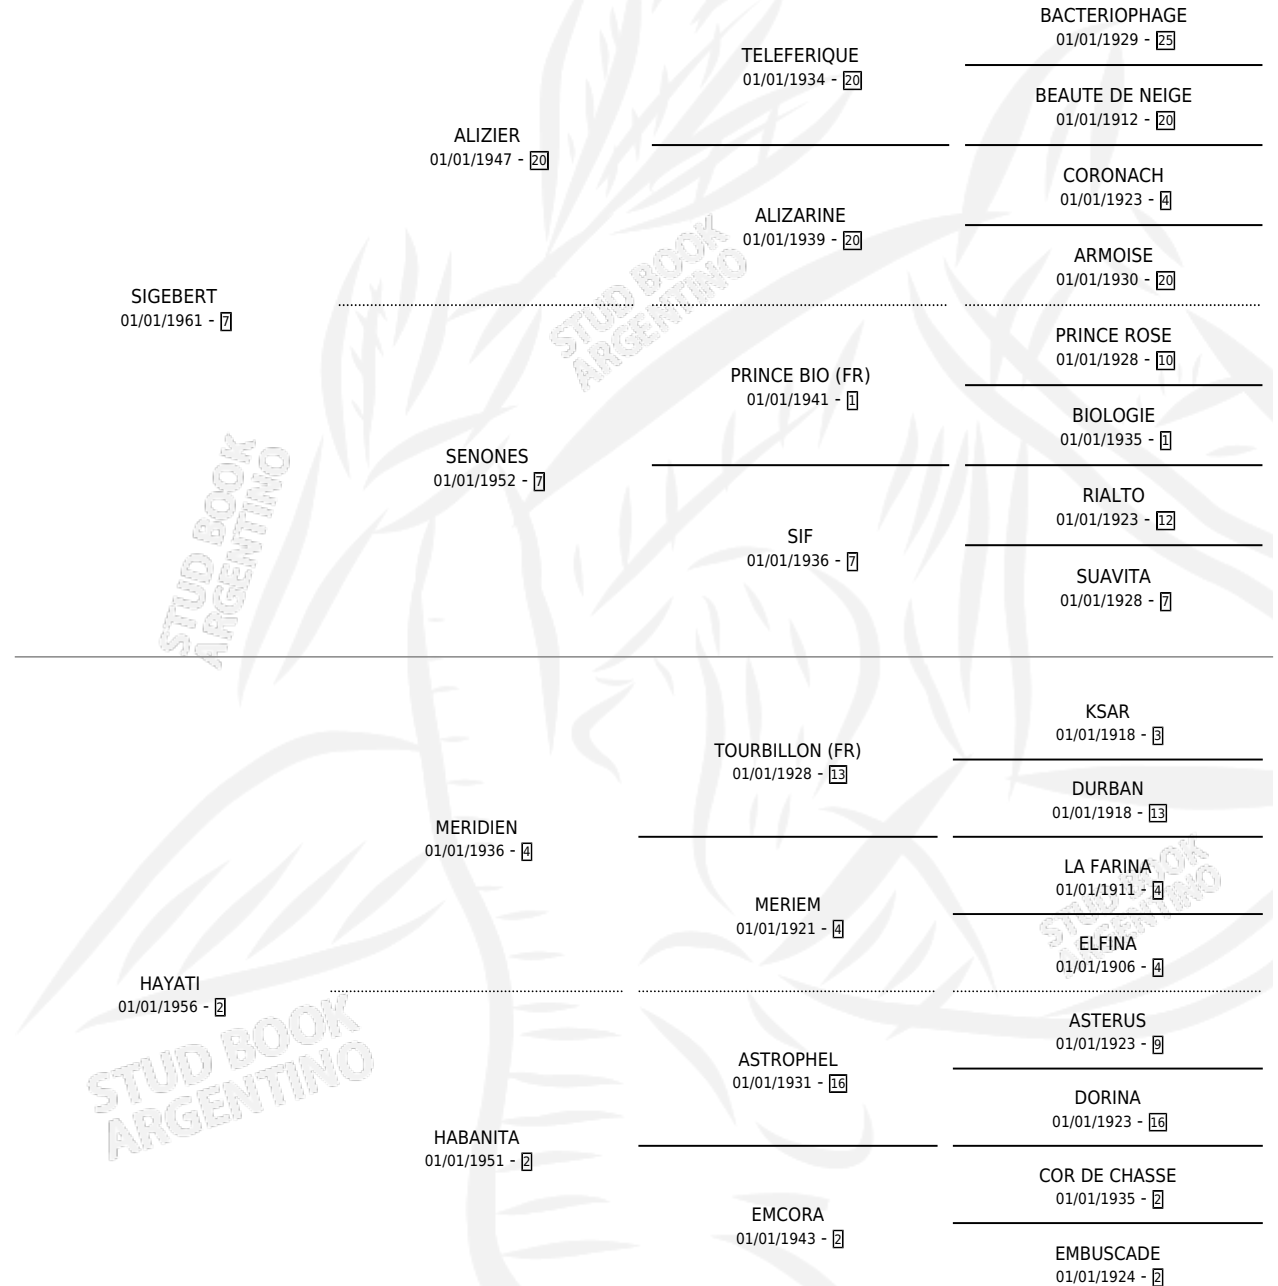 BACTERIOPHAGE
01/01/1929 - 25
TELEFERIQUE
01/01/1934 - 20
BEAUTE DE NEIGE
01/01/1912 - 20
ALIZIER
01/01/1947 - 20
CORONACH
01/01/1923 - 4
ALIZARINE
01/01/1939 - 20
ARMOISE
01/01/1930 - 20
SIGEBERT
01/01/1961 - 7
PRINCE ROSE
01/01/1928 - 10
PRINCE BIO (FR)
01/01/1941 - 1
BIOLOGIE
01/01/1935 - 1
SENONES
01/01/1952 - 7
RIALTO
01/01/1923 - 12
SIF
01/01/1936 - 7
SUAVITA
01/01/1928 - 7
KSAR
01/01/1918 - 3
TOURBILLON (FR)
01/01/1928 - 13
DURBAN
01/01/1918 - 13
MERIDIEN
01/01/1936 - 4
LA FARINA
01/01/1911 - 4
MERIEM
01/01/1921 - 4
ELFINA
01/01/1906 - 4
HAYATI
01/01/1956 - 2
ASTERUS
01/01/1923 - 9
ASTROPHEL
01/01/1931 - 16
DORINA
01/01/1923 - 16
HABANITA
01/01/1951 - 2
COR DE CHASSE
01/01/1935 - 2
EMCORA
01/01/1943 - 2
EMBUSCADE
01/01/1924 - 2
STUD BOOK
ARGENTINO
STUD BOOK
ARGENTINO
STUD BOOK
ARGENTINO
STUD BOOK
ARGENTINO